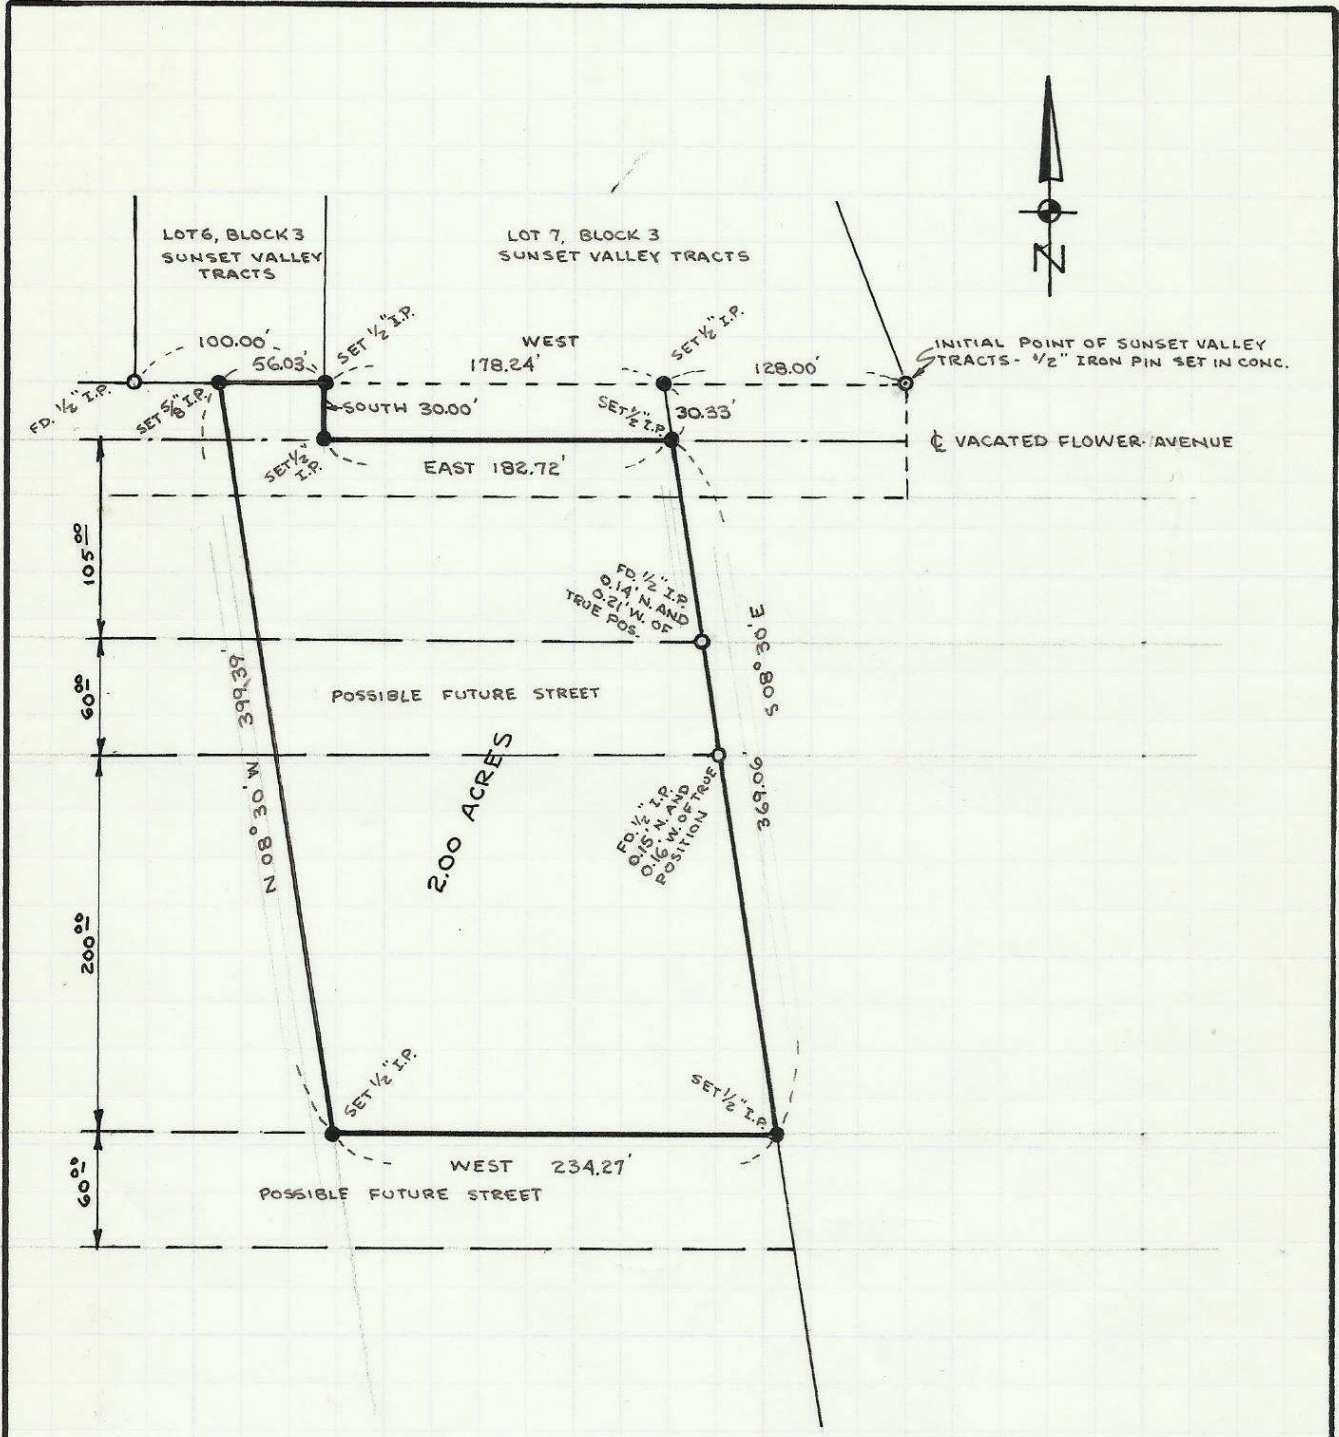 N
LOT 6, BLOCK 3
SUNSET VALLEY
TRACTS
LOT 7, BLOCK 3
SUNSET VALLEY TRACTS
100.00'
56.03'
SET 1/2" I.P.
WEST
178.24'
SET 1/2" I.P.
128.00'
INITIAL POINT OF SUNSET VALLEY
TRACTS - 1/2" IRON PIN SET IN CONC.
FD. 1/2" I.P.
SET 5/8" I.P.
SOUTH 30.00'
SET 1/2" I.P.
30.33'
SET 1/2"
I.P.
EAST 182.72'
℄ VACATED FLOWER AVENUE
105.00
FD. 1/2" I.P.
0.14' N. AND
0.21' W. OF
TRUE POS.
S 08° 30' E
369.06'
60.00
POSSIBLE FUTURE STREET
N 08° 30' W 399.39'
2.00 ACRES
FD. 1/2" I.P.
0.15' N. AND
0.16' W. OF TRUE
POSITION
200.00
SET 1/2" I.P.
SET 1/2" I.P.
WEST 234.27'
60.00
POSSIBLE FUTURE STREET